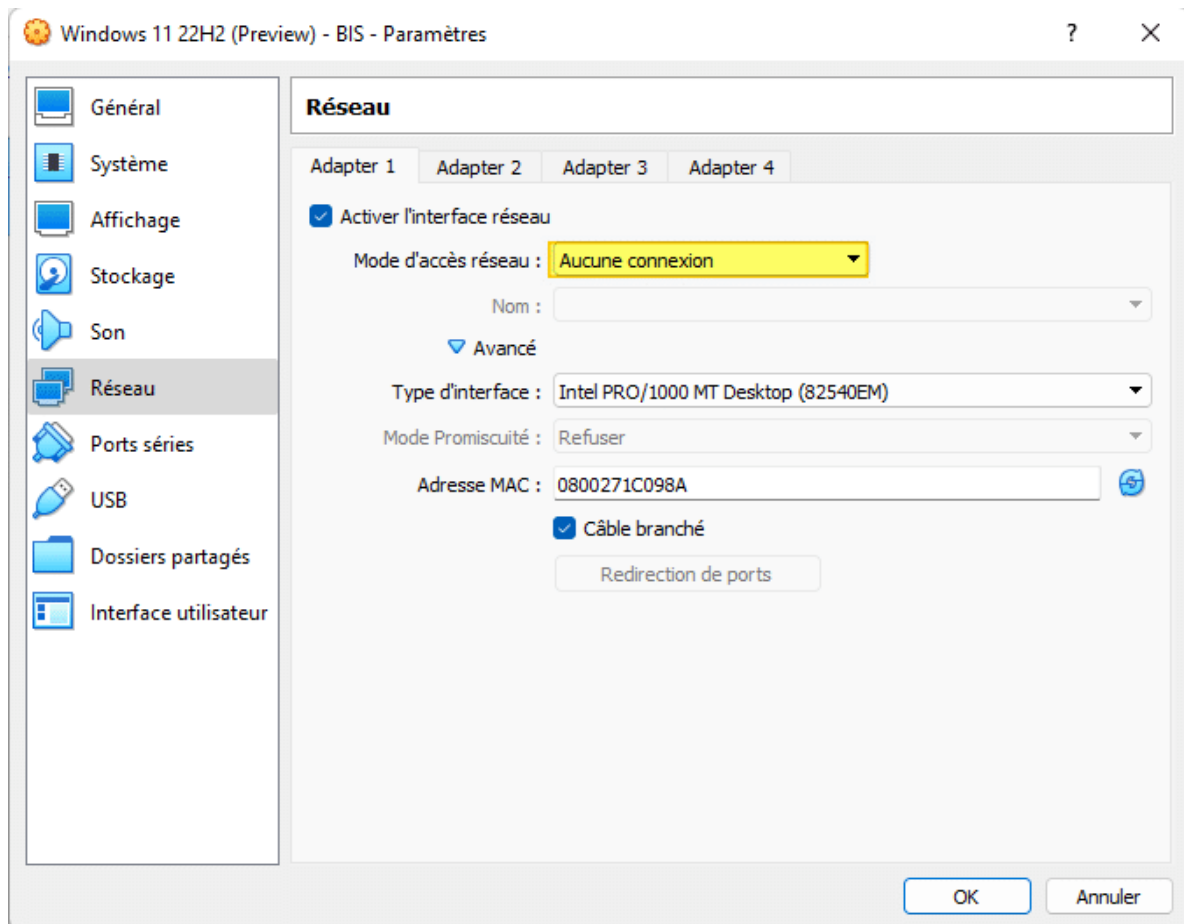 Windows 11 22H2 (Preview) - BIS - Paramètres ?
Général
Système
Affichage
Stockage
Son
Réseau
Ports séries
USB
Dossiers partagés
Interface utilisateur
Réseau
Adapter 1 Adapter 2 Adapter 3 Adapter 4
Activer l'interface réseau
Mode d'accès réseau : Aucune connexion
Nom :
Avancé
Type d'interface : Intel PRO/1000 MT Desktop (82540EM)
Mode Promiscuité : Refuser
Adresse MAC : 0800271C098A
Câble branché
Redirection de ports
OK Annuler